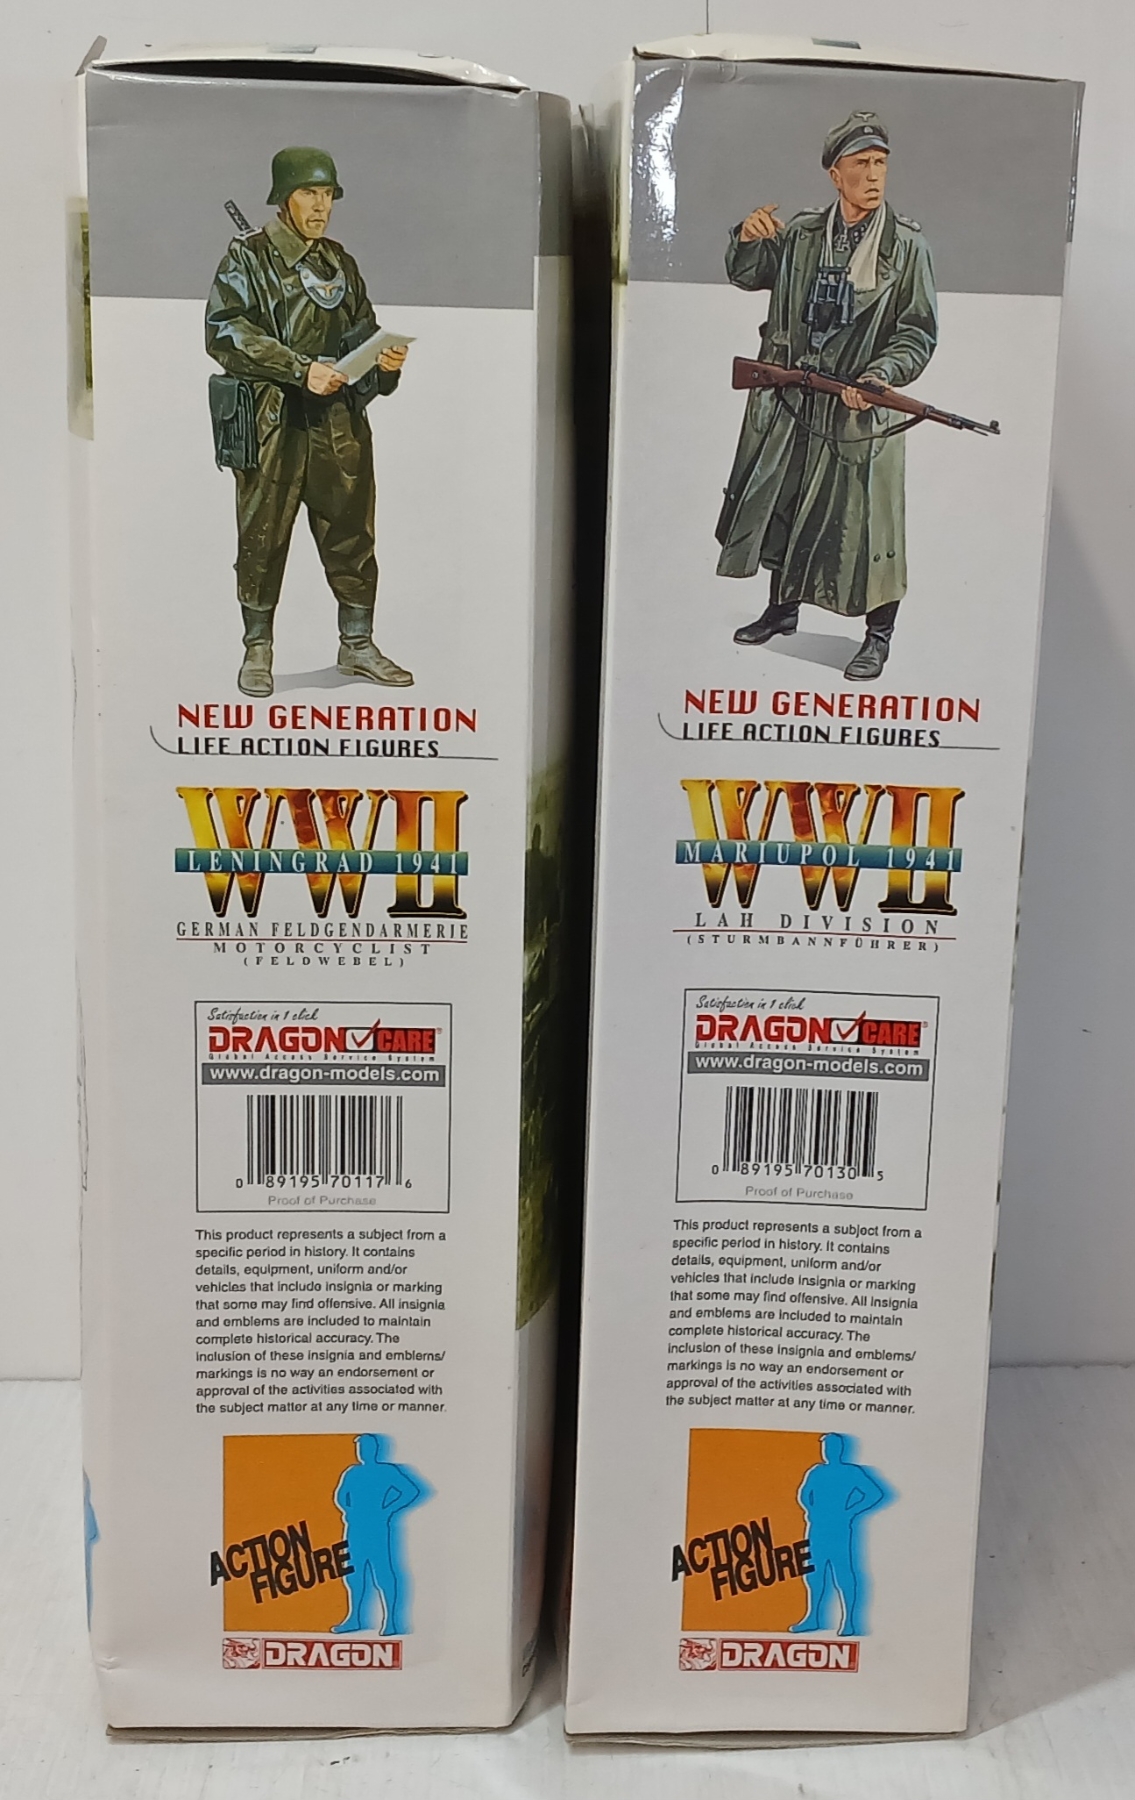 NEW GENERATION
LIFE ACTION FIGURES
WWII
LENINGRAD 1941
GERMAN FELDGENDARMERIE
MOTORCYCLIST
(FELDWEBEL)
Satisfaction in 1 click
DRAGON CARE
Global Access Service System
www.dragon-models.com
0 89195 70117 6
Proof of Purchase
This product represents a subject from a
specific period in history. It contains
details, equipment, uniform and/or
vehicles that include insignia or marking
that some may find offensive. All insignia
and emblems are included to maintain
complete historical accuracy. The
inclusion of these insignia and emblems/
markings is no way an endorsement or
approval of the activities associated with
the subject matter at any time or manner.
ACTION
FIGURE
DRAGON
NEW GENERATION
LIFE ACTION FIGURES
WWII
MARIUPOL 1941
LAH DIVISION
(STURMBANNFÜHRER)
Satisfaction in 1 click
DRAGON CARE
Global Access Service System
www.dragon-models.com
0 89195 70130 5
Proof of Purchase
This product represents a subject from a
specific period in history. It contains
details, equipment, uniform and/or
vehicles that include insignia or marking
that some may find offensive. All insignia
and emblems are included to maintain
complete historical accuracy. The
inclusion of these insignia and emblems/
markings is no way an endorsement or
approval of the activities associated with
the subject matter at any time or manner.
ACTION
FIGURE
DRAGON